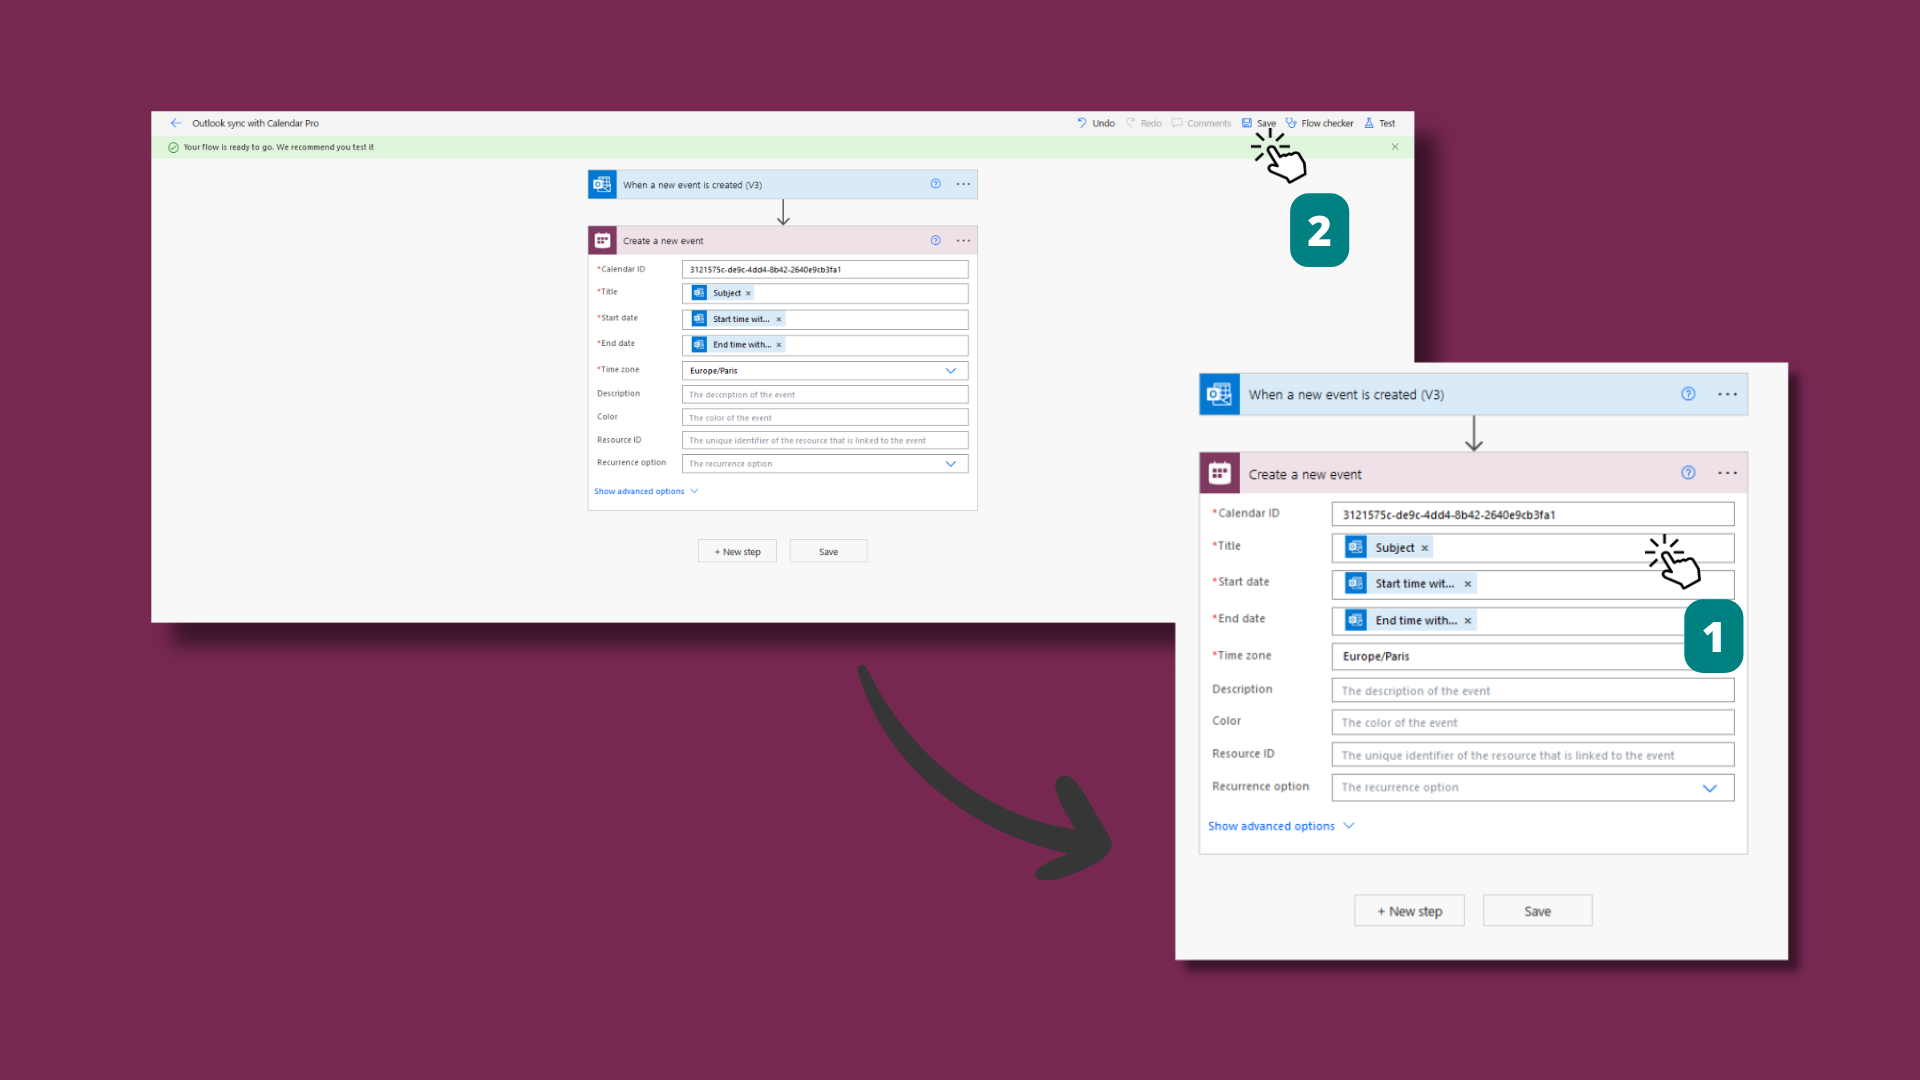 Outlook sync with Calendar Pro
Undo Redo Comments Save Flow checker Test
Your flow is ready to go. We recommend you test it
When a new event is created (V3)
Create a new event
*Calendar ID 3121575c-de9c-4dd4-8b42-2640e9cb3fa1
*Title Subject ×
*Start date Start time wit... ×
*End date End time with... ×
*Time zone Europe/Paris
Description The description of the event
Color The color of the event
Resource ID The unique identifier of the resource that is linked to the event
Recurrence option The recurrence option
Show advanced options
+ New step Save
2
When a new event is created (V3)
Create a new event
*Calendar ID 3121575c-de9c-4dd4-8b42-2640e9cb3fa1
*Title Subject ×
*Start date Start time wit... ×
*End date End time with... ×
*Time zone Europe/Paris
Description The description of the event
Color The color of the event
Resource ID The unique identifier of the resource that is linked to the event
Recurrence option The recurrence option
Show advanced options
+ New step Save
1